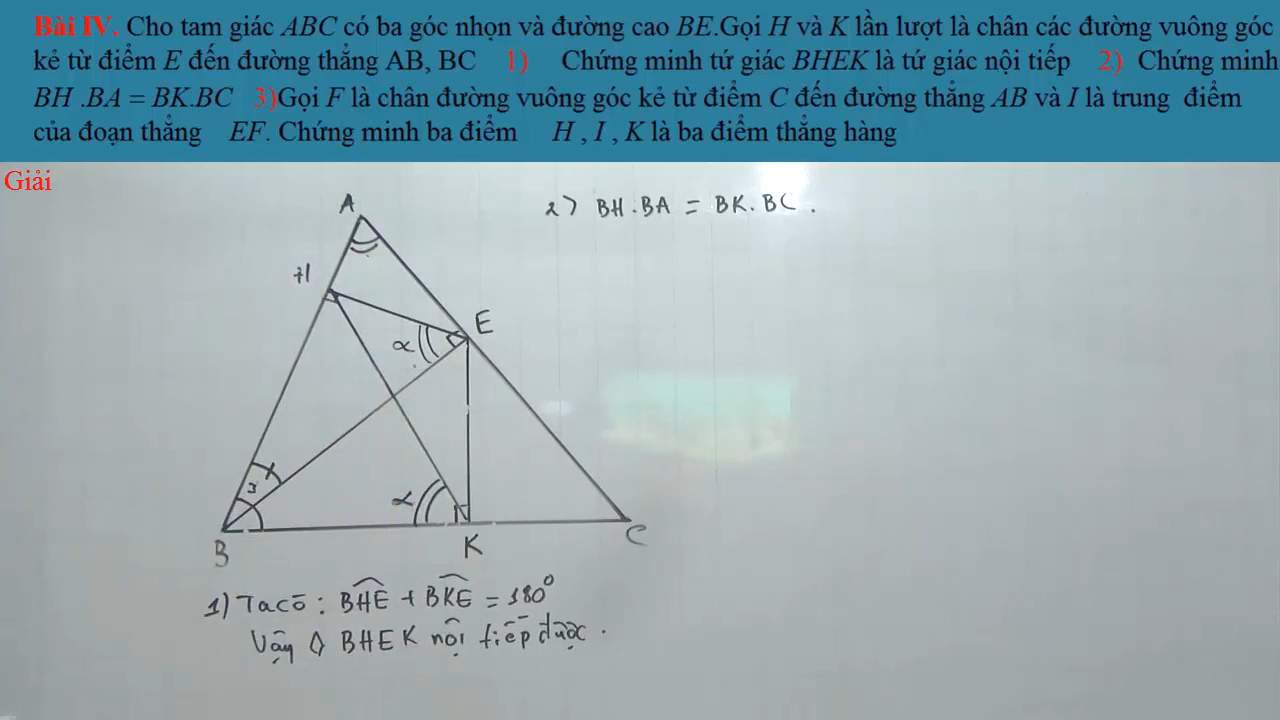 Bài IV. Cho tam giác ABC có ba góc nhọn và đường cao BE.Gọi H và K lần lượt là chân các đường vuông góc
kẻ từ điểm E đến đường thẳng AB, BC 1) Chứng minh tứ giác BHEK là tứ giác nội tiếp 2) Chứng minh
BH .BA = BK.BC 3)Gọi F là chân đường vuông góc kẻ từ điểm C đến đường thẳng AB và I là trung điểm
của đoạn thẳng EF. Chứng minh ba điểm H , I , K là ba điểm thẳng hàng
Giải
A
2) BH.BA = BK.BC .
H
E
α
α
B
K
C
1) Ta có : BHE + BKE = 180°
Vậy ◊ BHEK nội tiếp được .